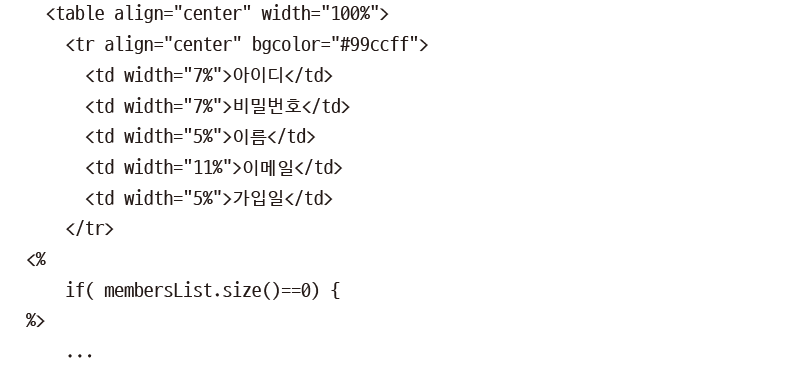 <table align="center" width="100%">
<tr align="center" bgcolor="#99ccff">
<td width="7%">아이디</td>
<td width="7%">비밀번호</td>
<td width="5%">이름</td>
<td width="11%">이메일</td>
<td width="5%">가입일</td>
</tr>
<%
if( membersList.size()==0) {
%>
...